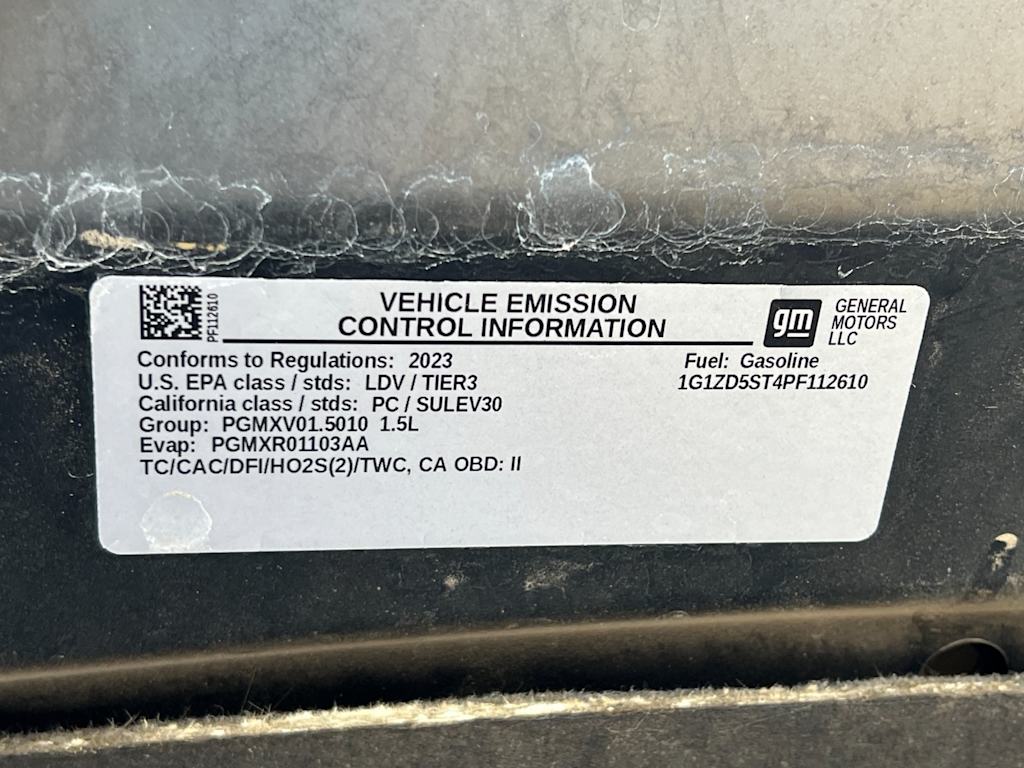 PF112610
VEHICLE EMISSION
CONTROL INFORMATION
gm
GENERAL
MOTORS
LLC
Conforms to Regulations: 2023
U.S. EPA class / stds: LDV / TIER3
California class / stds: PC / SULEV30
Group: PGMXV01.5010 1.5L
Evap: PGMXR01103AA
TC/CAC/DFI/HO2S(2)/TWC, CA OBD: II
Fuel: Gasoline
1G1ZD5ST4PF112610